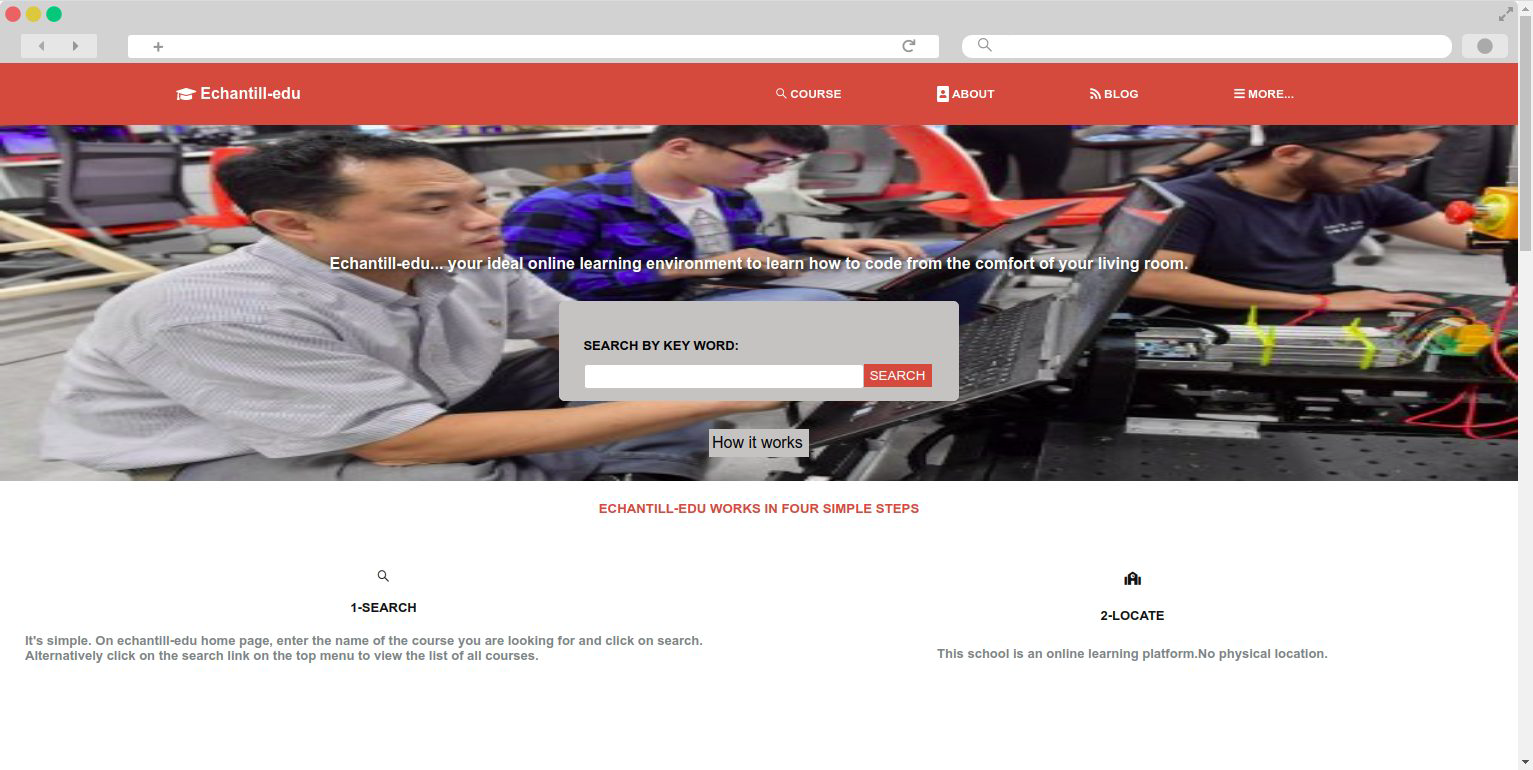 Echantill-edu
COURSE
ABOUT
BLOG
MORE...
Echantill-edu... your ideal online learning environment to learn how to code from the comfort of your living room.
SEARCH BY KEY WORD:
SEARCH
How it works
ECHANTILL-EDU WORKS IN FOUR SIMPLE STEPS
1-SEARCH
It's simple. On echantill-edu home page, enter the name of the course you are looking for and click on search.
Alternatively click on the search link on the top menu to view the list of all courses.
2-LOCATE
This school is an online learning platform.No physical location.